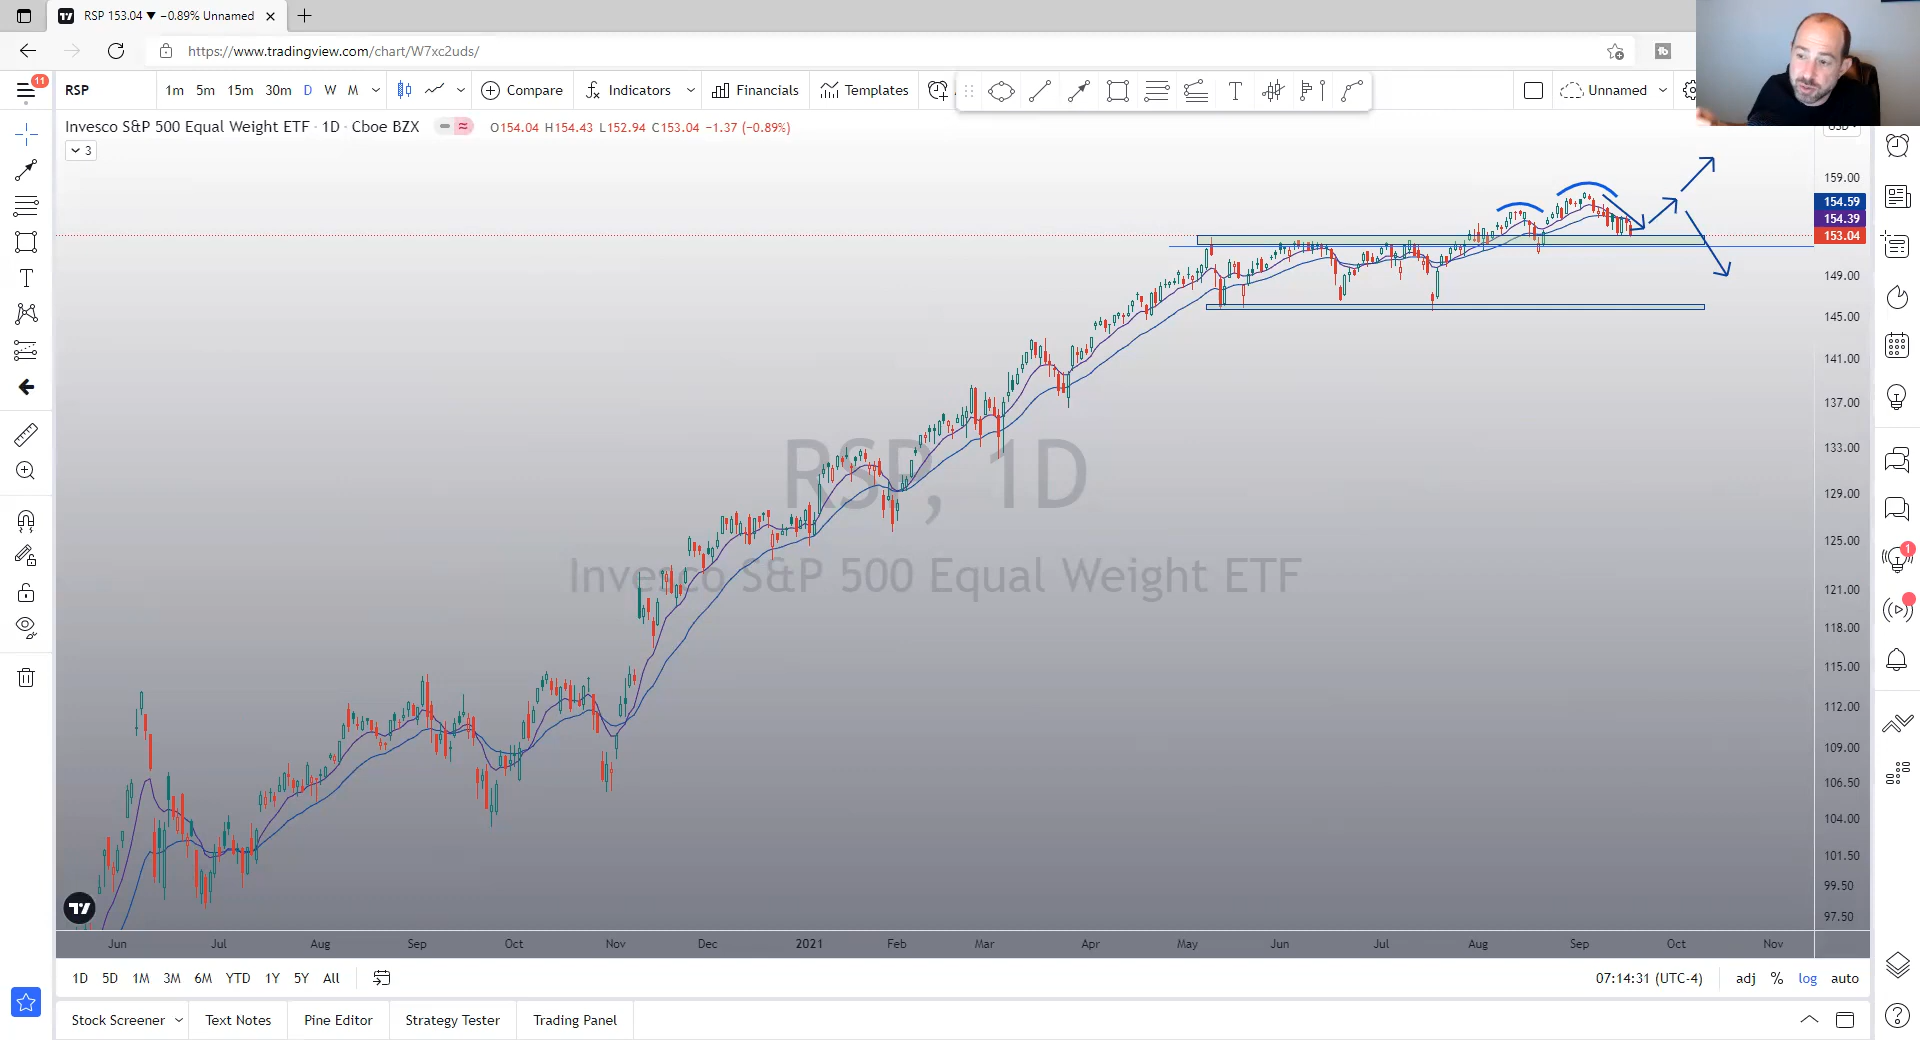 RSP 153.04 ▼ −0.89% Unnamed
https://www.tradingview.com/chart/W7xc2uds/
11
RSP 1m 5m 15m 30m D W M Compare Indicators Financials Templates T Unnamed
Invesco S&P 500 Equal Weight ETF · 1D · Cboe BZX O154.04 H154.43 L152.94 C153.04 −1.37 (−0.89%)
3
159.00
154.59
154.39
153.04
149.00
145.00
141.00
137.00
133.00
129.00
125.00
121.00
118.00
115.00
112.00
109.00
106.50
104.00
101.50
99.50
97.50
RSP, 1D
Invesco S&P 500 Equal Weight ETF
1
Jun Jul Aug Sep Oct Nov Dec 2021 Feb Mar Apr May Jun Jul Aug Sep Oct Nov
1D 5D 1M 3M 6M YTD 1Y 5Y All 07:14:31 (UTC-4) adj % log auto
Stock Screener Text Notes Pine Editor Strategy Tester Trading Panel